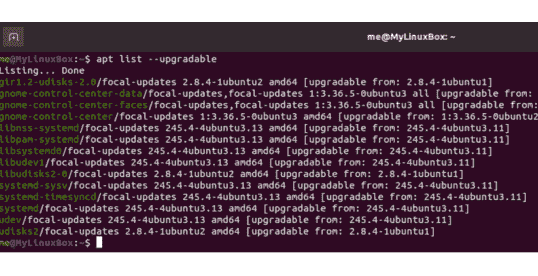 me@MyLinuxBox: ~
me@MyLinuxBox:~$ apt list --upgradable
Listing... Done
gir1.2-udisks-2.0/focal-updates 2.8.4-1ubuntu2 amd64 [upgradable from: 2.8.4-1ubuntu1]
gnome-control-center-data/focal-updates,focal-updates 1:3.36.5-0ubuntu3 all [upgradable from:
gnome-control-center-faces/focal-updates,focal-updates 1:3.36.5-0ubuntu3 all [upgradable from:
gnome-control-center/focal-updates 1:3.36.5-0ubuntu3 amd64 [upgradable from: 1:3.36.5-0ubuntu2
libnss-systemd/focal-updates 245.4-4ubuntu3.13 amd64 [upgradable from: 245.4-4ubuntu3.11]
libpam-systemd/focal-updates 245.4-4ubuntu3.13 amd64 [upgradable from: 245.4-4ubuntu3.11]
libsystemd0/focal-updates 245.4-4ubuntu3.13 amd64 [upgradable from: 245.4-4ubuntu3.11]
libudev1/focal-updates 245.4-4ubuntu3.13 amd64 [upgradable from: 245.4-4ubuntu3.11]
libudisks2-0/focal-updates 2.8.4-1ubuntu2 amd64 [upgradable from: 2.8.4-1ubuntu1]
systemd-sysv/focal-updates 245.4-4ubuntu3.13 amd64 [upgradable from: 245.4-4ubuntu3.11]
systemd-timesyncd/focal-updates 245.4-4ubuntu3.13 amd64 [upgradable from: 245.4-4ubuntu3.11]
systemd/focal-updates 245.4-4ubuntu3.13 amd64 [upgradable from: 245.4-4ubuntu3.11]
udev/focal-updates 245.4-4ubuntu3.13 amd64 [upgradable from: 245.4-4ubuntu3.11]
udisks2/focal-updates 2.8.4-1ubuntu2 amd64 [upgradable from: 2.8.4-1ubuntu1]
me@MyLinuxBox:~$